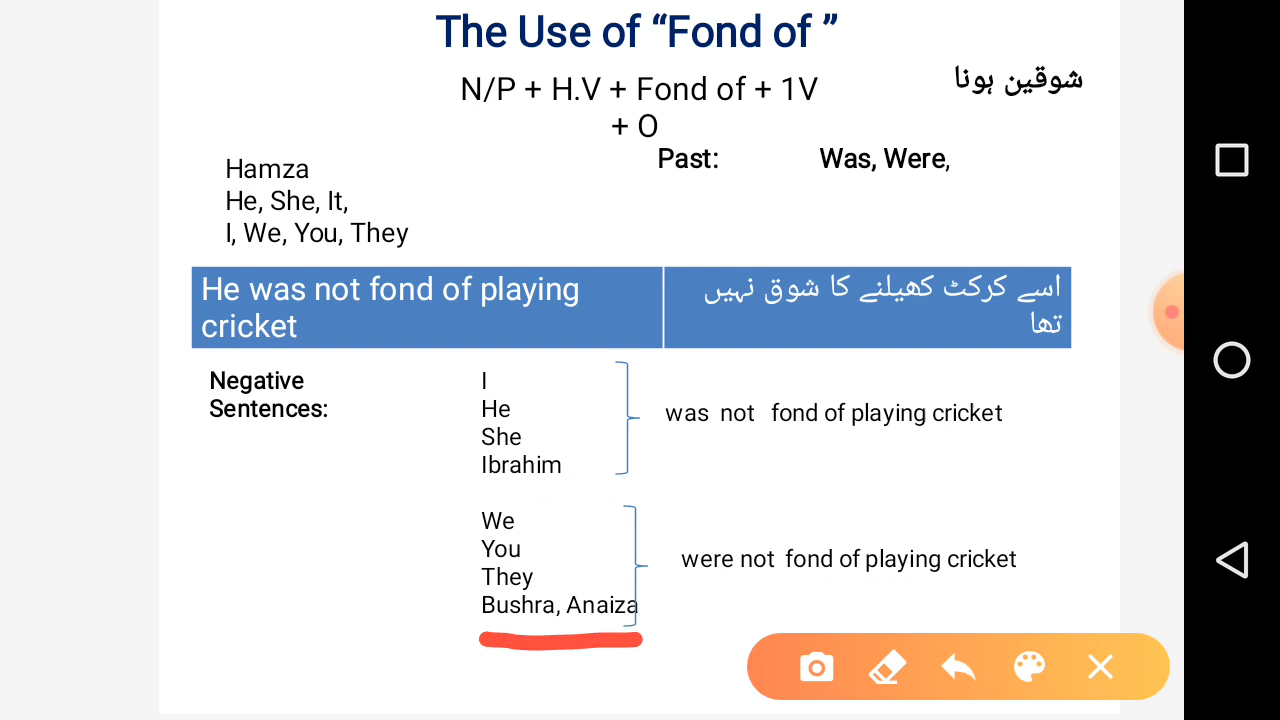 The Use of “Fond of ”
N/P + H.V + Fond of + 1V
+ O
شوقین ہونا
Past: Was, Were,
Hamza
He, She, It,
I, We, You, They
He was not fond of playing
cricket
اسے کرکٹ کھیلنے کا شوق نہیں
تھا
Negative
Sentences:
I
He
She
Ibrahim
was not fond of playing cricket
We
You
They
Bushra, Anaiza
were not fond of playing cricket